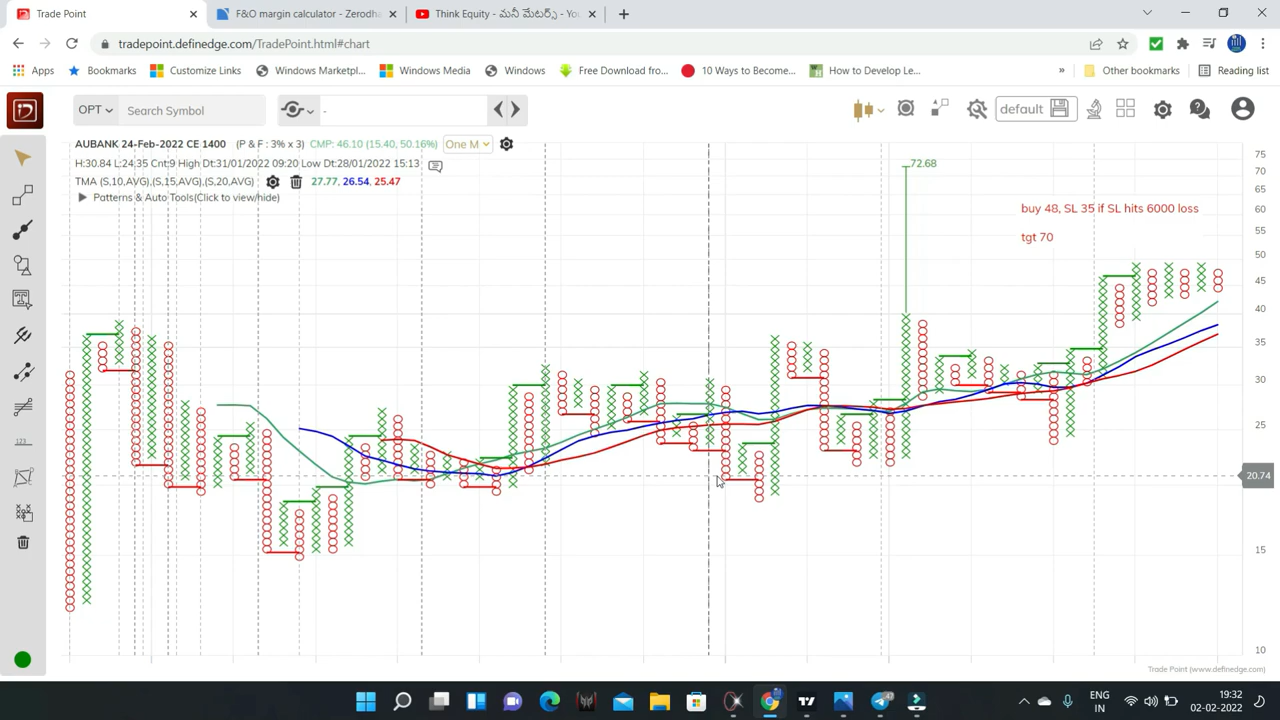 Trade Point
F&O margin calculator - Zerodha
Think Equity - మనీ మేటర్స్ - You
tradepoint.definedge.com/TradePoint.html#chart
Apps
Bookmarks
Customize Links
Windows Marketpl...
Windows Media
Windows
Free Download fro...
10 Ways to Become...
How to Develop Le...
»
Other bookmarks
Reading list
OPT
Search Symbol
-
default
AUBANK 24-Feb-2022 CE 1400 (P & F : 3% x 3) CMP: 46.10 (15.40, 50.16%) One M
H:30.84 L:24.35 Cnt:9 High Dt:31/01/2022 09:20 Low Dt:28/01/2022 15:13
TMA (S,10,AVG),(S,15,AVG),(S,20,AVG) 27.77, 26.54, 25.47
Patterns & Auto Tools(Click to view/hide)
72.68
buy 48, SL 35 if SL hits 6000 loss
tgt 70
75
70
65
60
55
50
45
40
35
30
25
20.74
15
10
123
Trade Point (www.definedge.com)
ENG
IN
19:32
02-02-2022